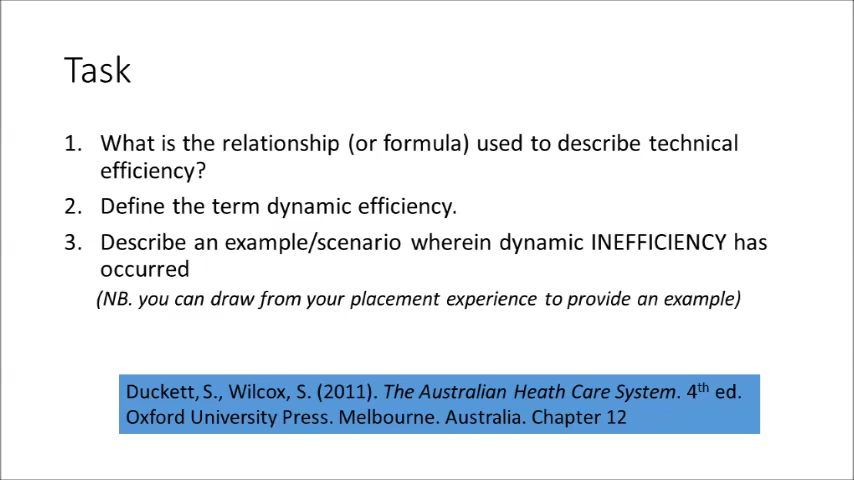 Task
1. What is the relationship (or formula) used to describe technical
efficiency?
2. Define the term dynamic efficiency.
3. Describe an example/scenario wherein dynamic INEFFICIENCY has
occurred
(NB. you can draw from your placement experience to provide an example)
Duckett, S., Wilcox, S. (2011). The Australian Heath Care System. 4th ed.
Oxford University Press. Melbourne. Australia. Chapter 12